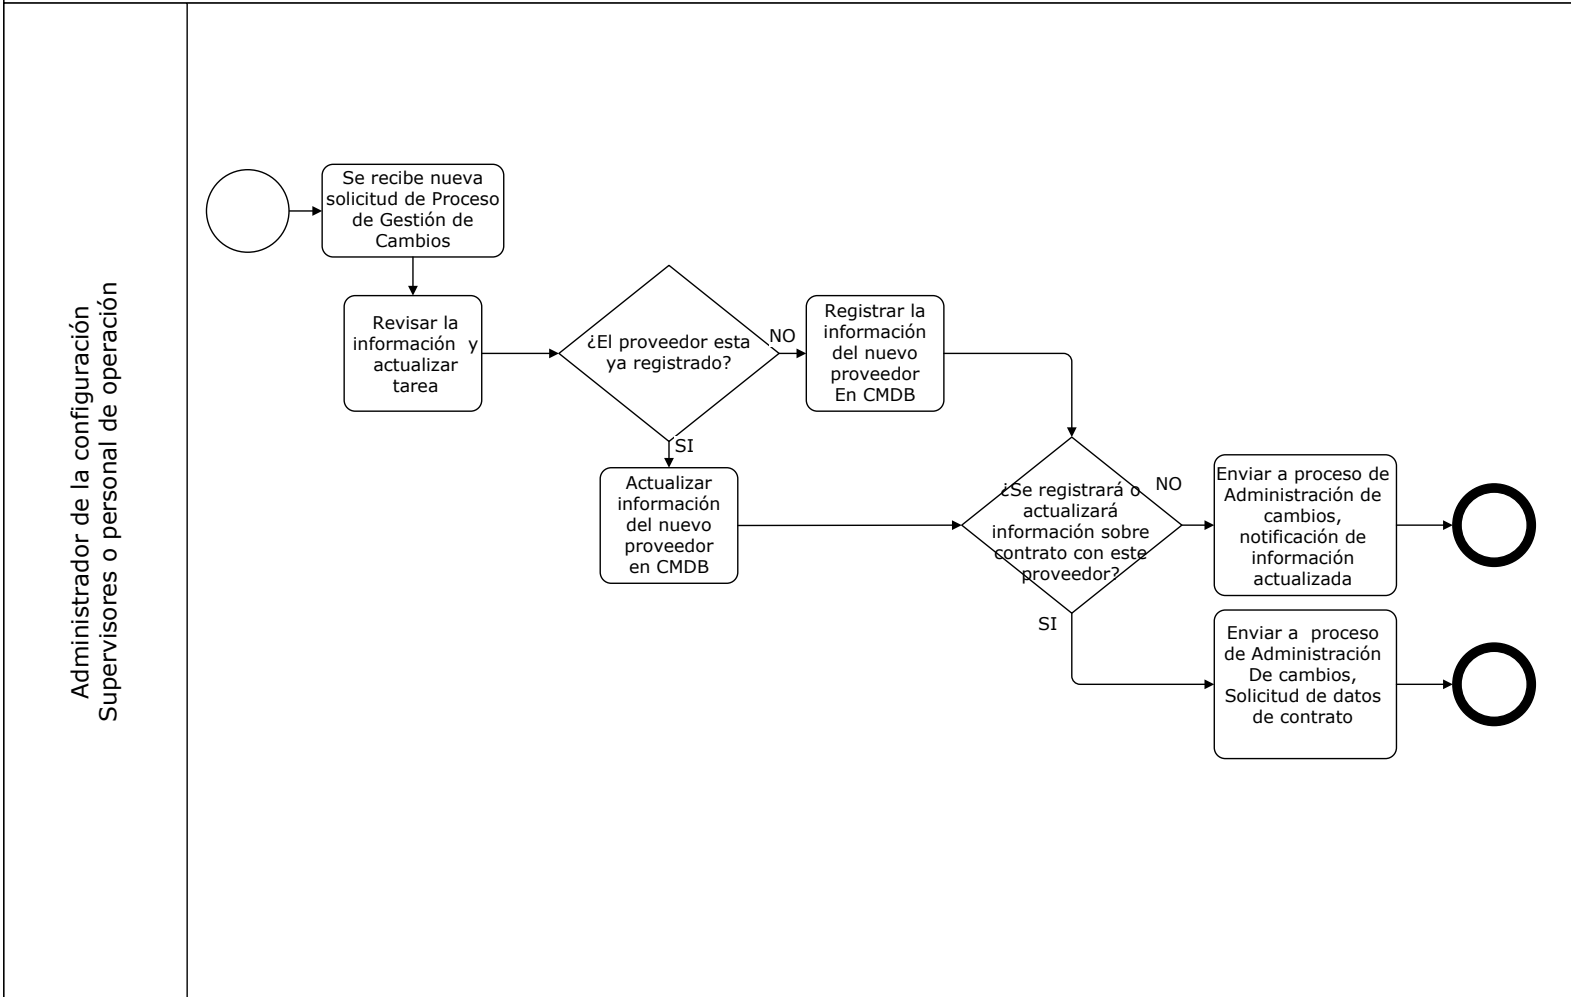 Administrador de la configuración
Supervisores o personal de operación
Se recibe nueva
solicitud de Proceso
de Gestión de
Cambios
Revisar la
información y
actualizar
tarea
¿El proveedor esta
ya registrado?
NO
SI
Registrar la
información
del nuevo
proveedor
En CMDB
Actualizar
información
del nuevo
proveedor
en CMDB
¿Se registrará o
actualizará
información sobre
contrato con este
proveedor?
NO
SI
Enviar a proceso de
Administración de
cambios,
notificación de
información
actualizada
Enviar a proceso
de Administración
De cambios,
Solicitud de datos
de contrato